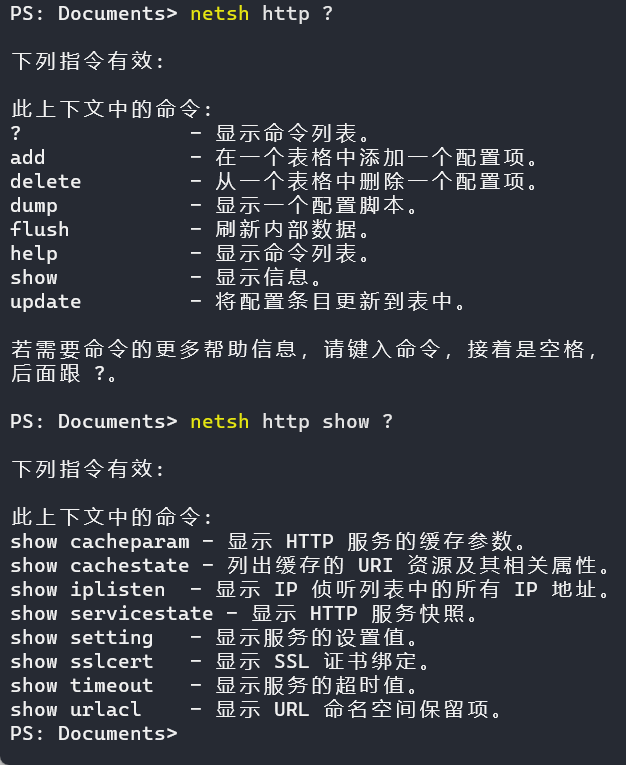 PS: Documents> netsh http ?
下列指令有效:
此上下文中的命令:
?              - 显示命令列表。
add            - 在一个表格中添加一个配置项。
delete         - 从一个表格中删除一个配置项。
dump           - 显示一个配置脚本。
flush          - 刷新内部数据。
help           - 显示命令列表。
show           - 显示信息。
update         - 将配置条目更新到表中。
若需要命令的更多帮助信息，请键入命令，接着是空格，
后面跟 ?。
PS: Documents> netsh http show ?
下列指令有效:
此上下文中的命令:
show cacheparam - 显示 HTTP 服务的缓存参数。
show cachestate - 列出缓存的 URI 资源及其相关属性。
show iplisten  - 显示 IP 侦听列表中的所有 IP 地址。
show servicestate - 显示 HTTP 服务快照。
show setting   - 显示服务的设置值。
show sslcert   - 显示 SSL 证书绑定。
show timeout   - 显示服务的超时值。
show urlacl    - 显示 URL 命名空间保留项。
PS: Documents>